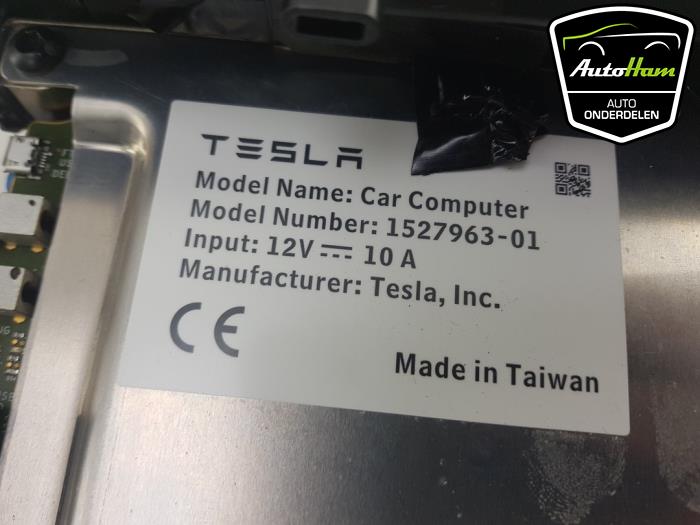 AutoHam
AUTO
ONDERDELEN
TESLA
Model Name: Car Computer
Model Number: 1527963-01
Input: 12V ⎓ 10 A
Manufacturer: Tesla, Inc.
CE
Made in Taiwan